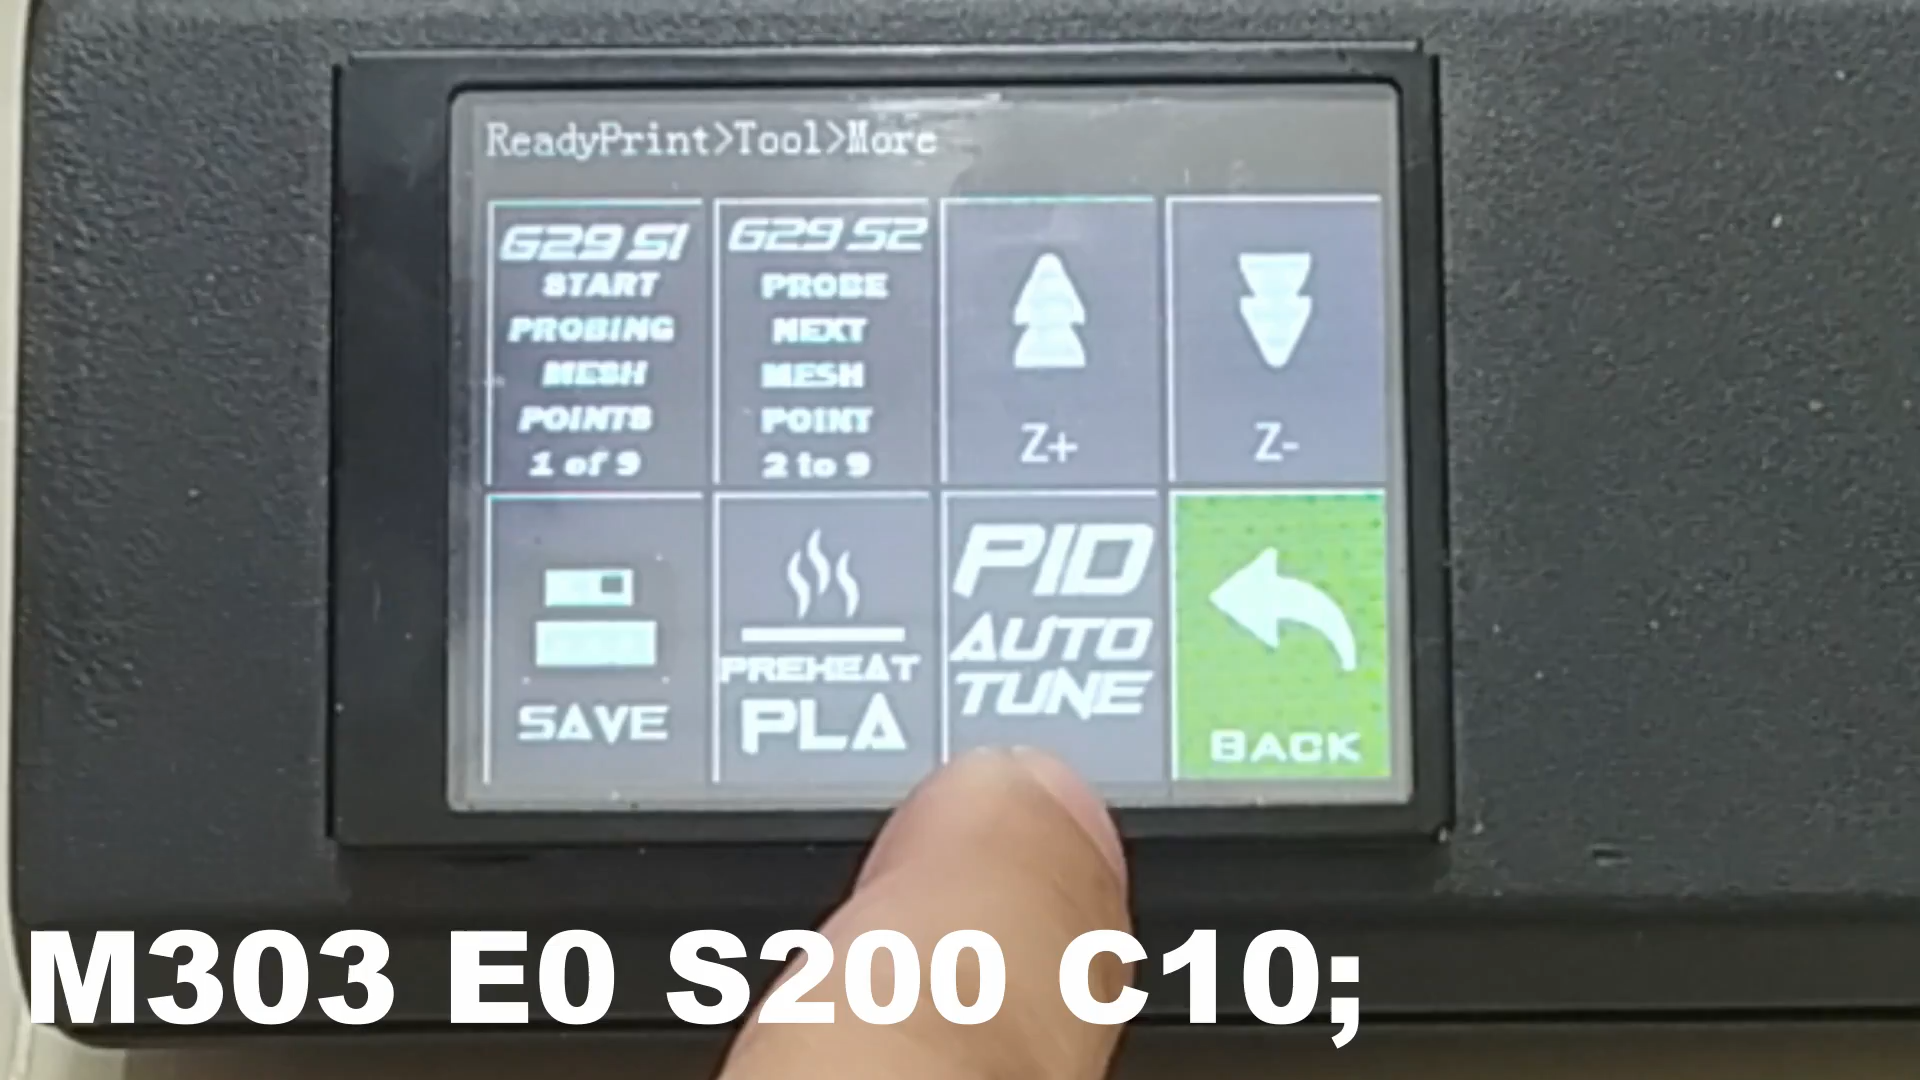 ReadyPrint>Tool>More
G29 S1
START
PROBING
MESH
POINTS
1 of 9
G29 S2
PROBE
NEXT
MESH
POINT
2 to 9
Z+
Z-
SAVE
PREHEAT
PLA
PID
AUTO
TUNE
BACK
M303 E0 S200 C10;